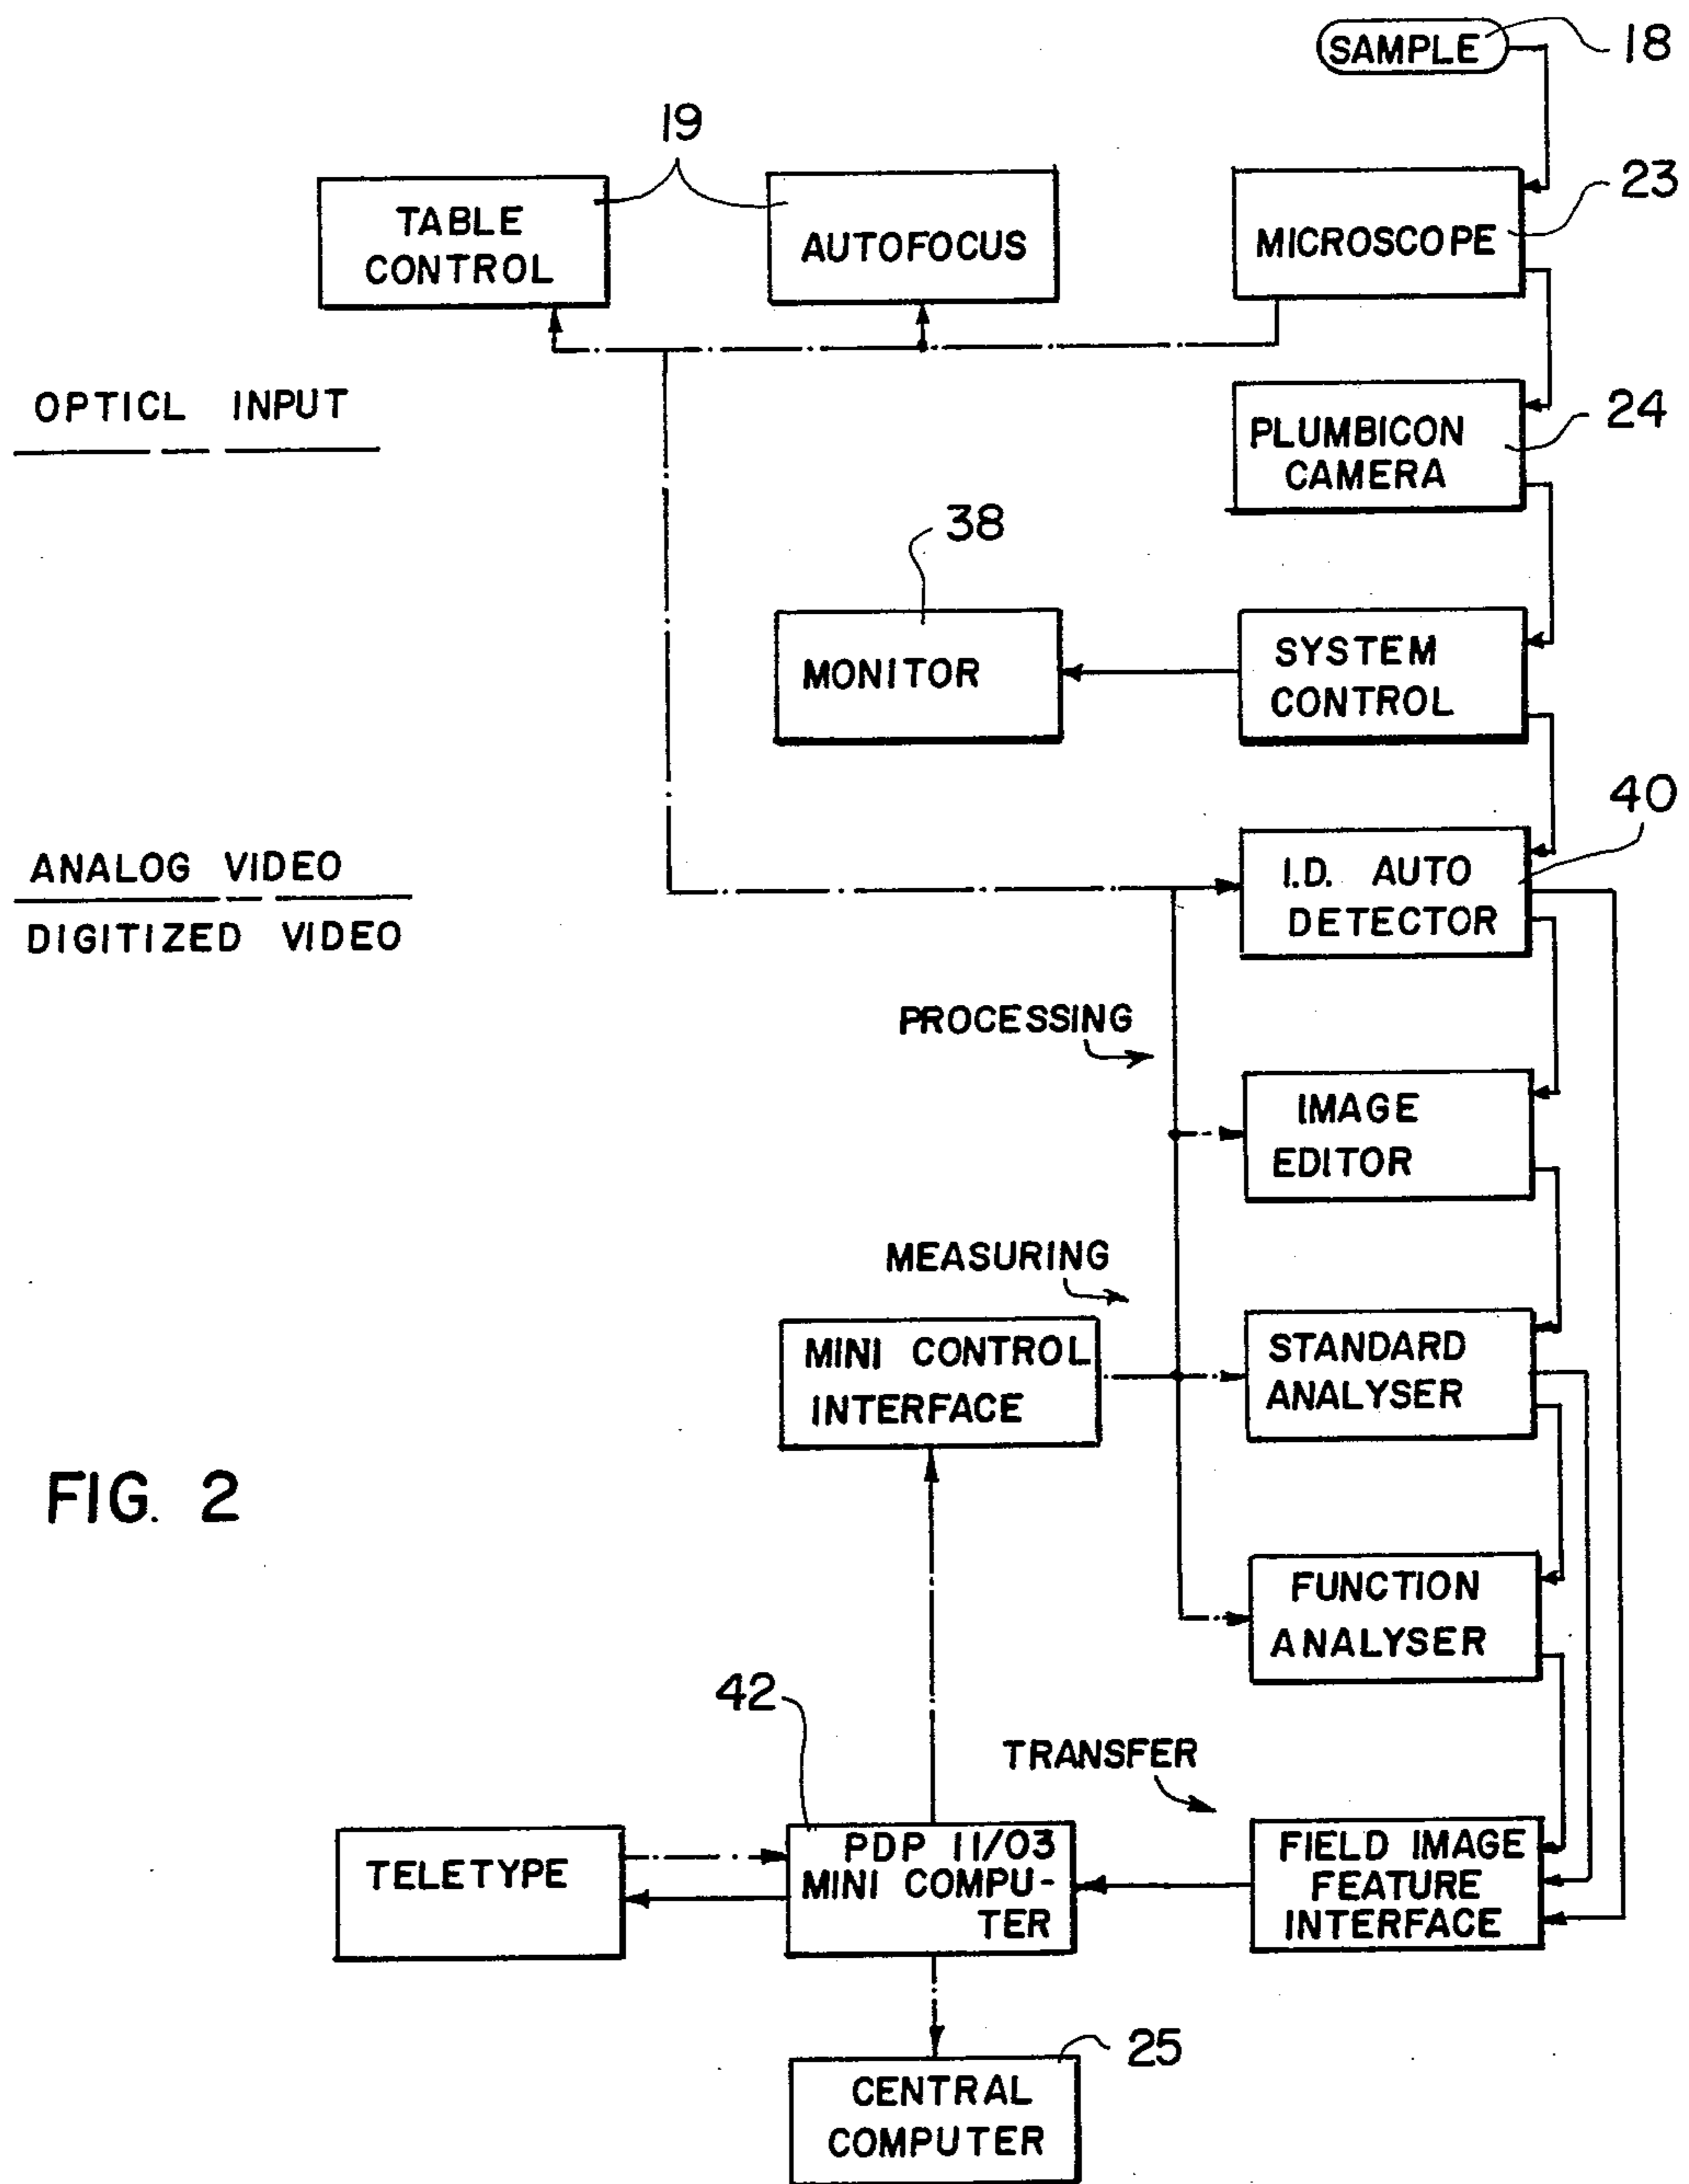 SAMPLE
18
19
TABLE
CONTROL
AUTOFOCUS
MICROSCOPE
23
OPTICL INPUT
PLUMBICON
CAMERA
24
38
MONITOR
SYSTEM
CONTROL
40
ANALOG VIDEO
DIGITIZED VIDEO
I.D. AUTO
DETECTOR
PROCESSING
IMAGE
EDITOR
MEASURING
MINI CONTROL
INTERFACE
STANDARD
ANALYSER
FIG. 2
FUNCTION
ANALYSER
42
TRANSFER
TELETYPE
PDP 11/03
MINI COMPU-
TER
FIELD IMAGE
FEATURE
INTERFACE
25
CENTRAL
COMPUTER